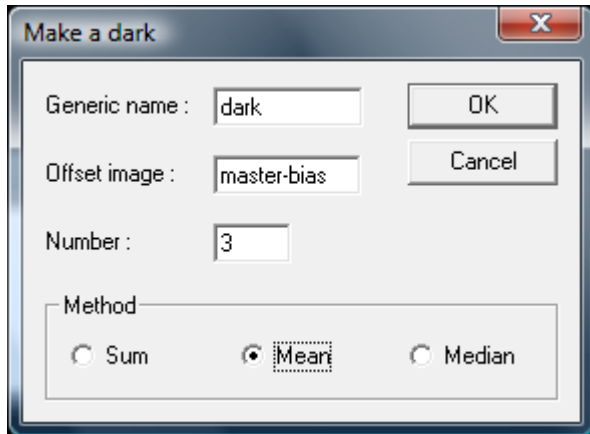 Make a dark
Generic name : dark OK
Offset image : master-bias Cancel
Number : 3
Method
Sum Mean Median